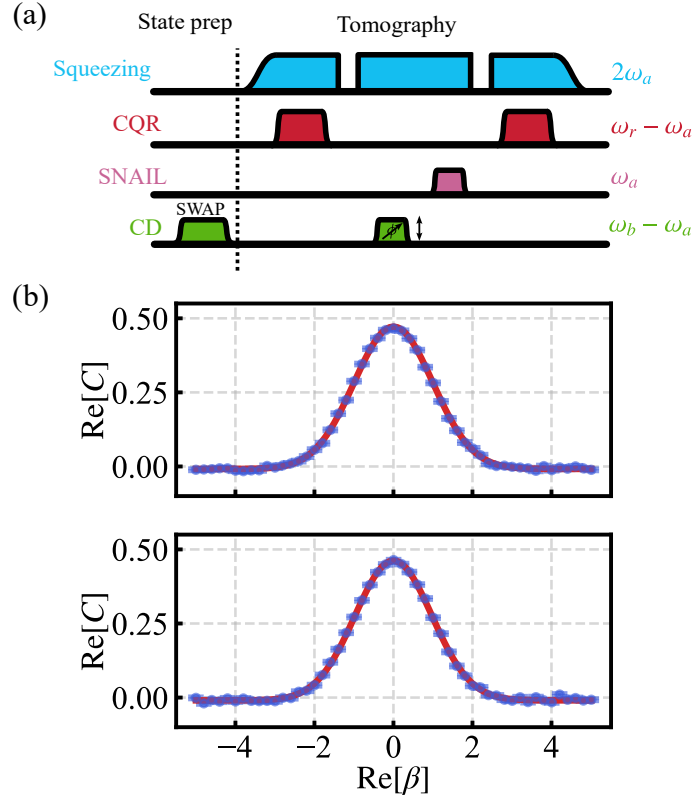 (a)
State prep Tomography
Squeezing 2ωₐ
CQR ωᵣ − ωₐ
SNAIL ωₐ
SWAP
CD ϕ ω_b − ωₐ
(b)
0.50
0.25
0.00
Re[C]
0.50
0.25
0.00
Re[C]
−4 −2 0 2 4
Re[β]